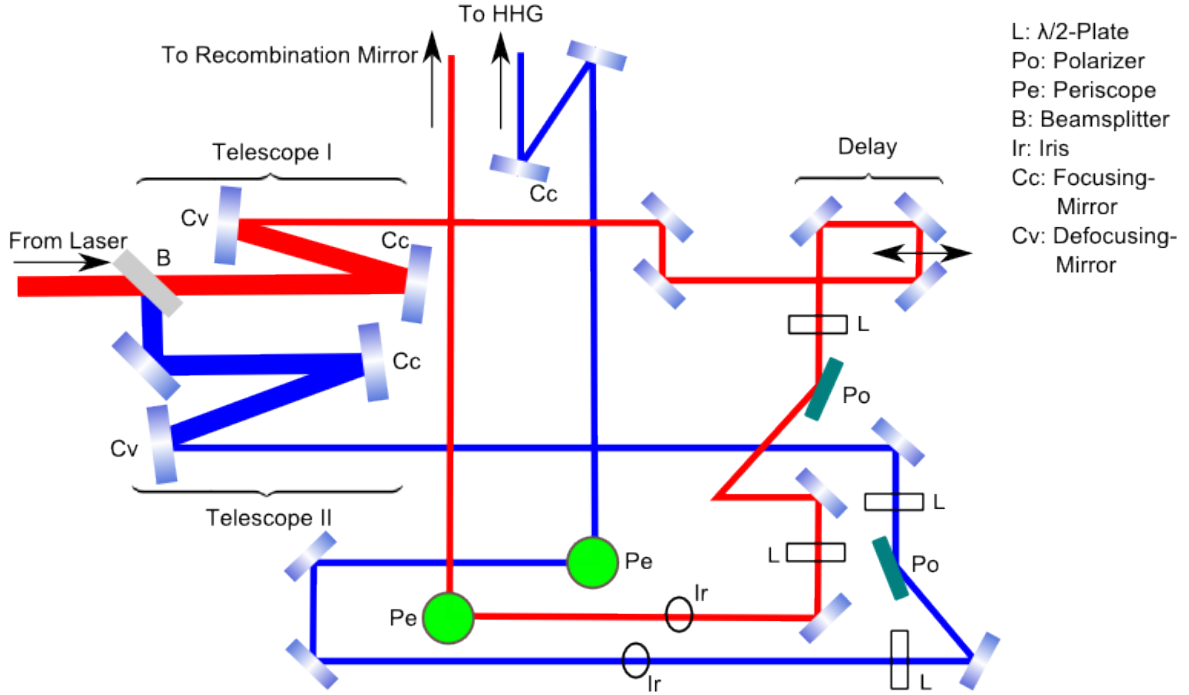 To HHG
To Recombination Mirror
L: λ/2-Plate
Po: Polarizer
Pe: Periscope
B: Beamsplitter
Ir: Iris
Cc: Focusing-
Mirror
Cv: Defocusing-
Mirror
Telescope I
Delay
Cc
Cv
Cc
From Laser
B
L
Cc
Po
Cv
Telescope II
L
L
Pe
Po
Ir
Pe
Ir
L